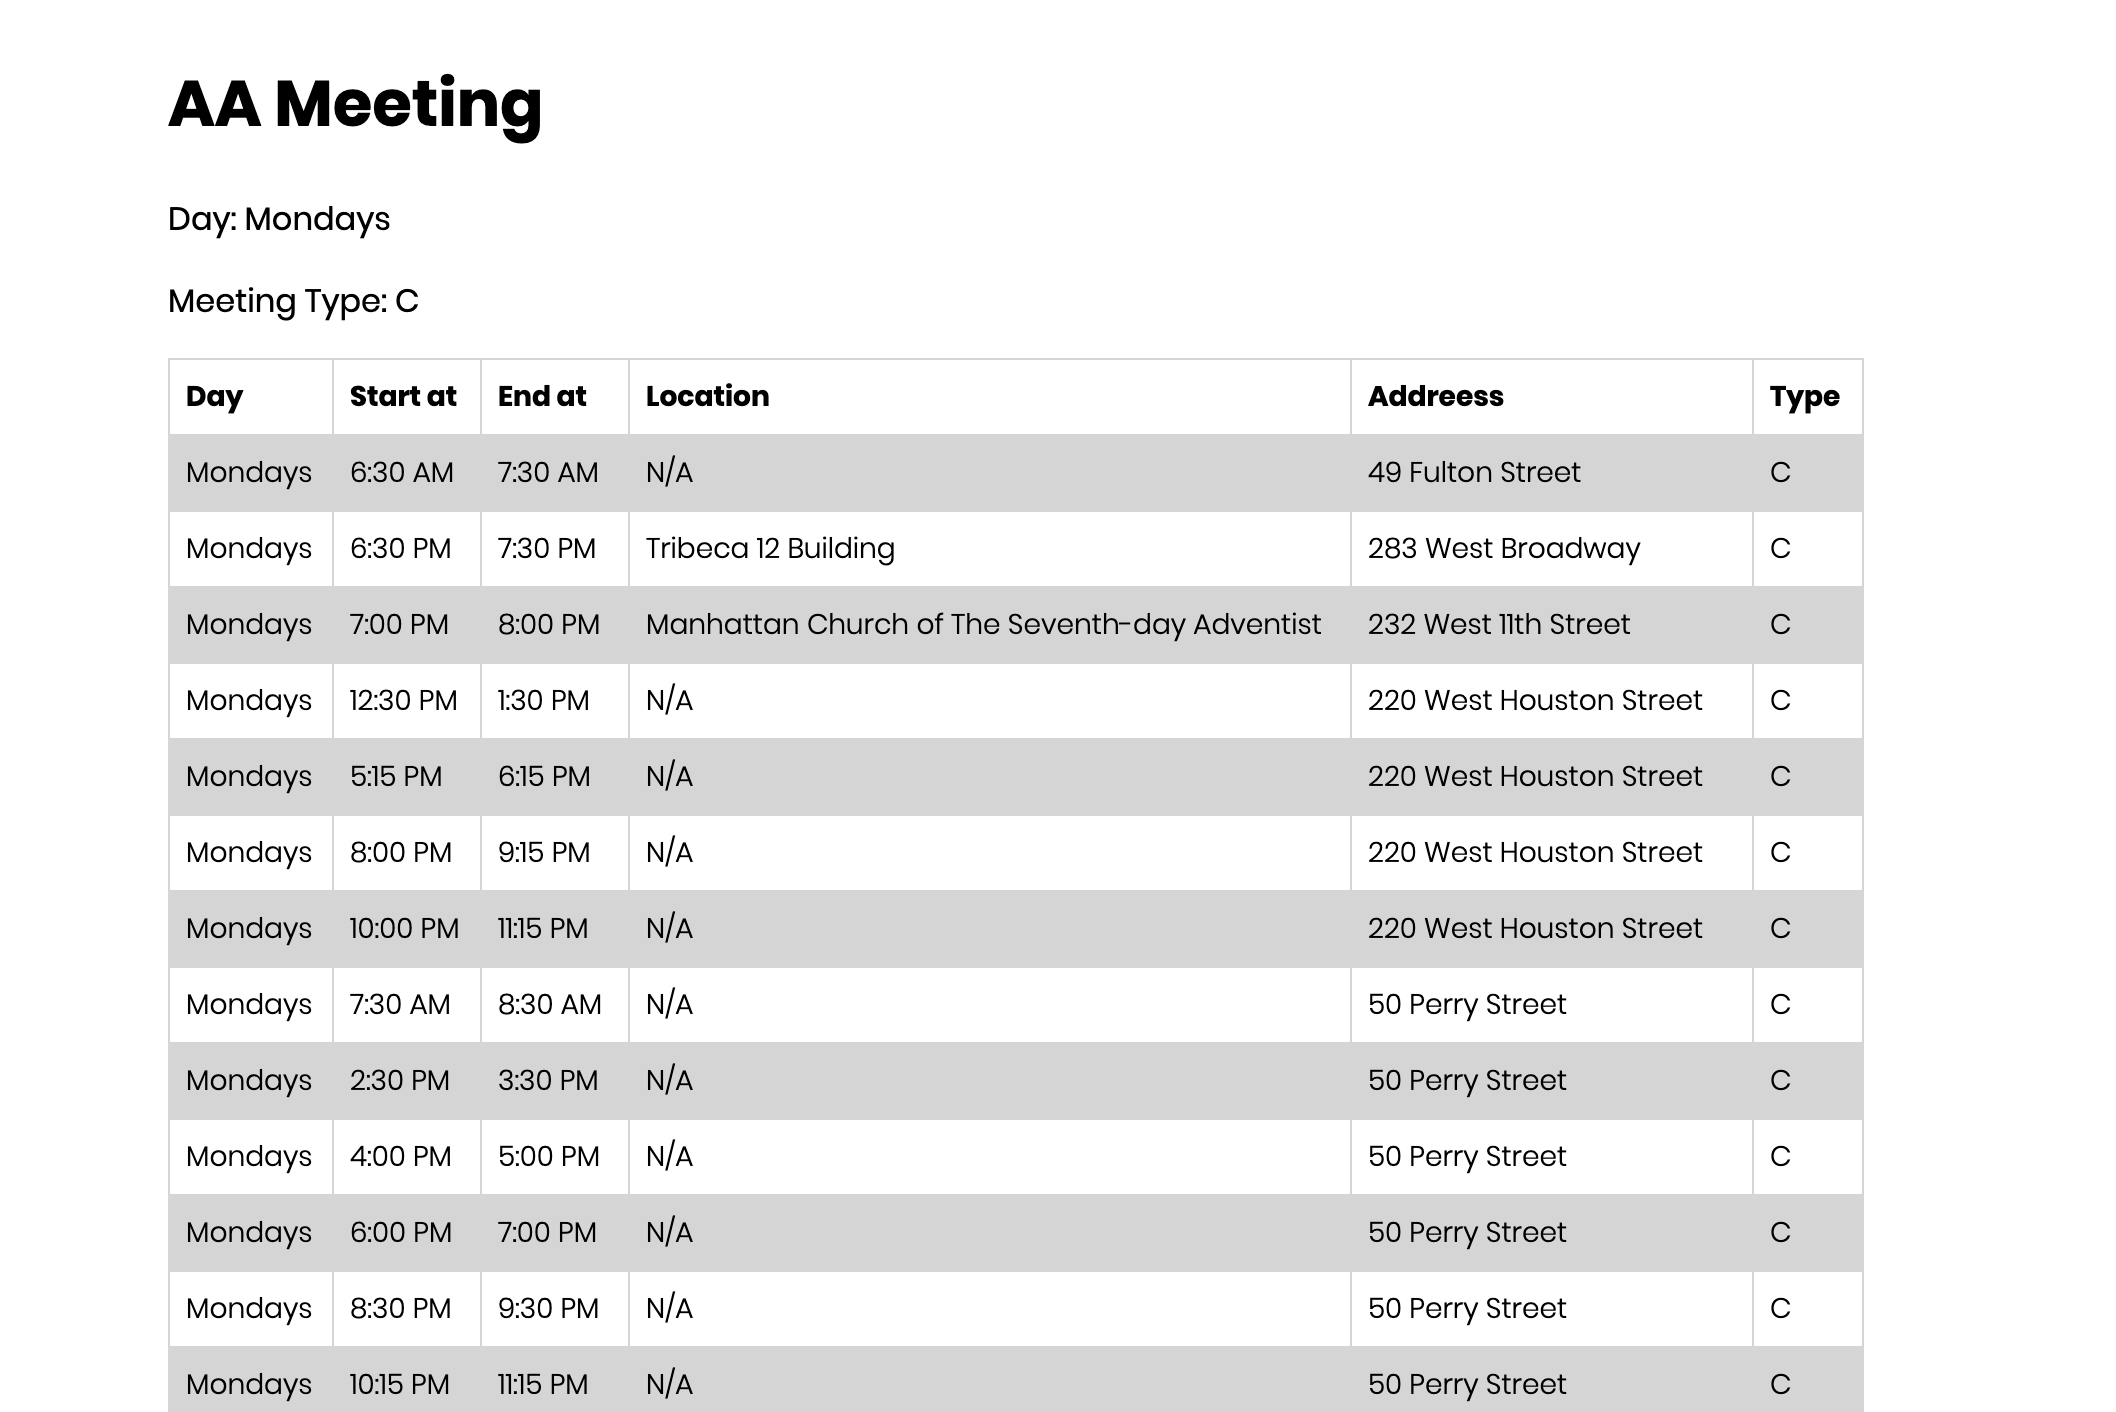 AA Meeting
Day: Mondays
Meeting Type: C
Day Start at End at Location Addreess Type
Mondays 6:30 AM 7:30 AM N/A 49 Fulton Street C
Mondays 6:30 PM 7:30 PM Tribeca 12 Building 283 West Broadway C
Mondays 7:00 PM 8:00 PM Manhattan Church of The Seventh-day Adventist 232 West 11th Street C
Mondays 12:30 PM 1:30 PM N/A 220 West Houston Street C
Mondays 5:15 PM 6:15 PM N/A 220 West Houston Street C
Mondays 8:00 PM 9:15 PM N/A 220 West Houston Street C
Mondays 10:00 PM 11:15 PM N/A 220 West Houston Street C
Mondays 7:30 AM 8:30 AM N/A 50 Perry Street C
Mondays 2:30 PM 3:30 PM N/A 50 Perry Street C
Mondays 4:00 PM 5:00 PM N/A 50 Perry Street C
Mondays 6:00 PM 7:00 PM N/A 50 Perry Street C
Mondays 8:30 PM 9:30 PM N/A 50 Perry Street C
Mondays 10:15 PM 11:15 PM N/A 50 Perry Street C